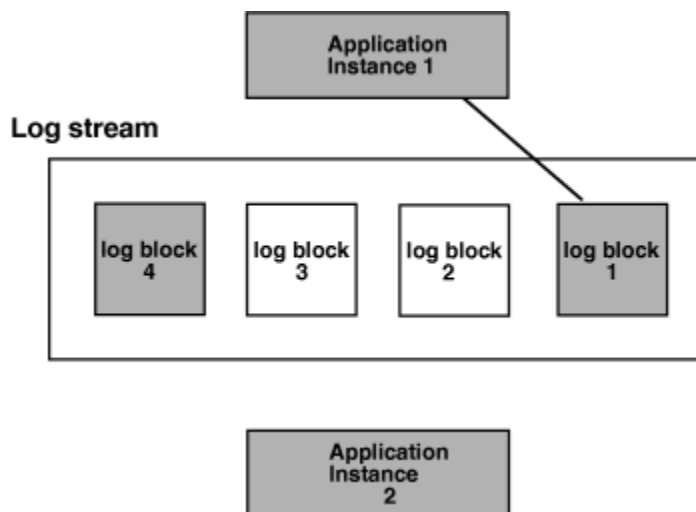 Application
Instance 1
Log stream
log block
4
log block
3
log block
2
log block
1
Application
Instance
2